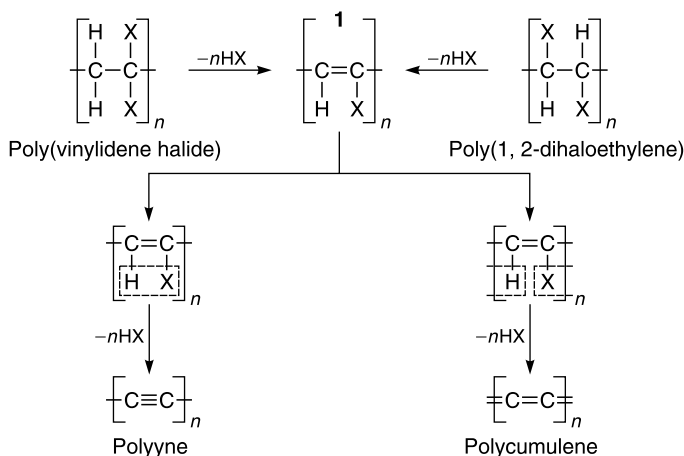 H X
1
X H
−nHX
−nHX
C−C
C=C
C−C
H X
n
H X
n
H X
n
Poly(vinylidene halide)
Poly(1, 2-dihaloethylene)
C=C
C=C
H X
n
H X
n
−nHX
−nHX
C≡C
n
=C=C=
n
Polyyne
Polycumulene